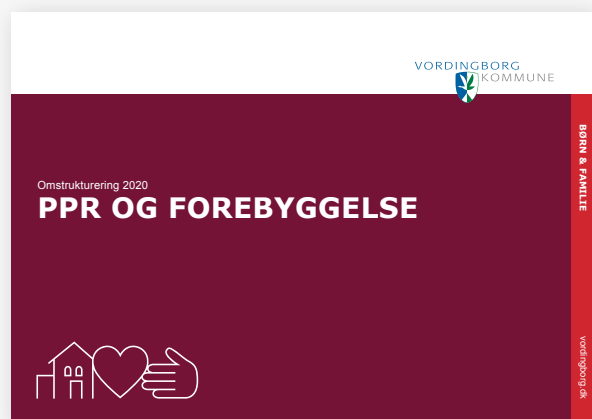 VORDINGBORG
KOMMUNE
Omstrukturering 2020
PPR OG FOREBYGGELSE
BØRN & FAMILIE
vordingborg.dk